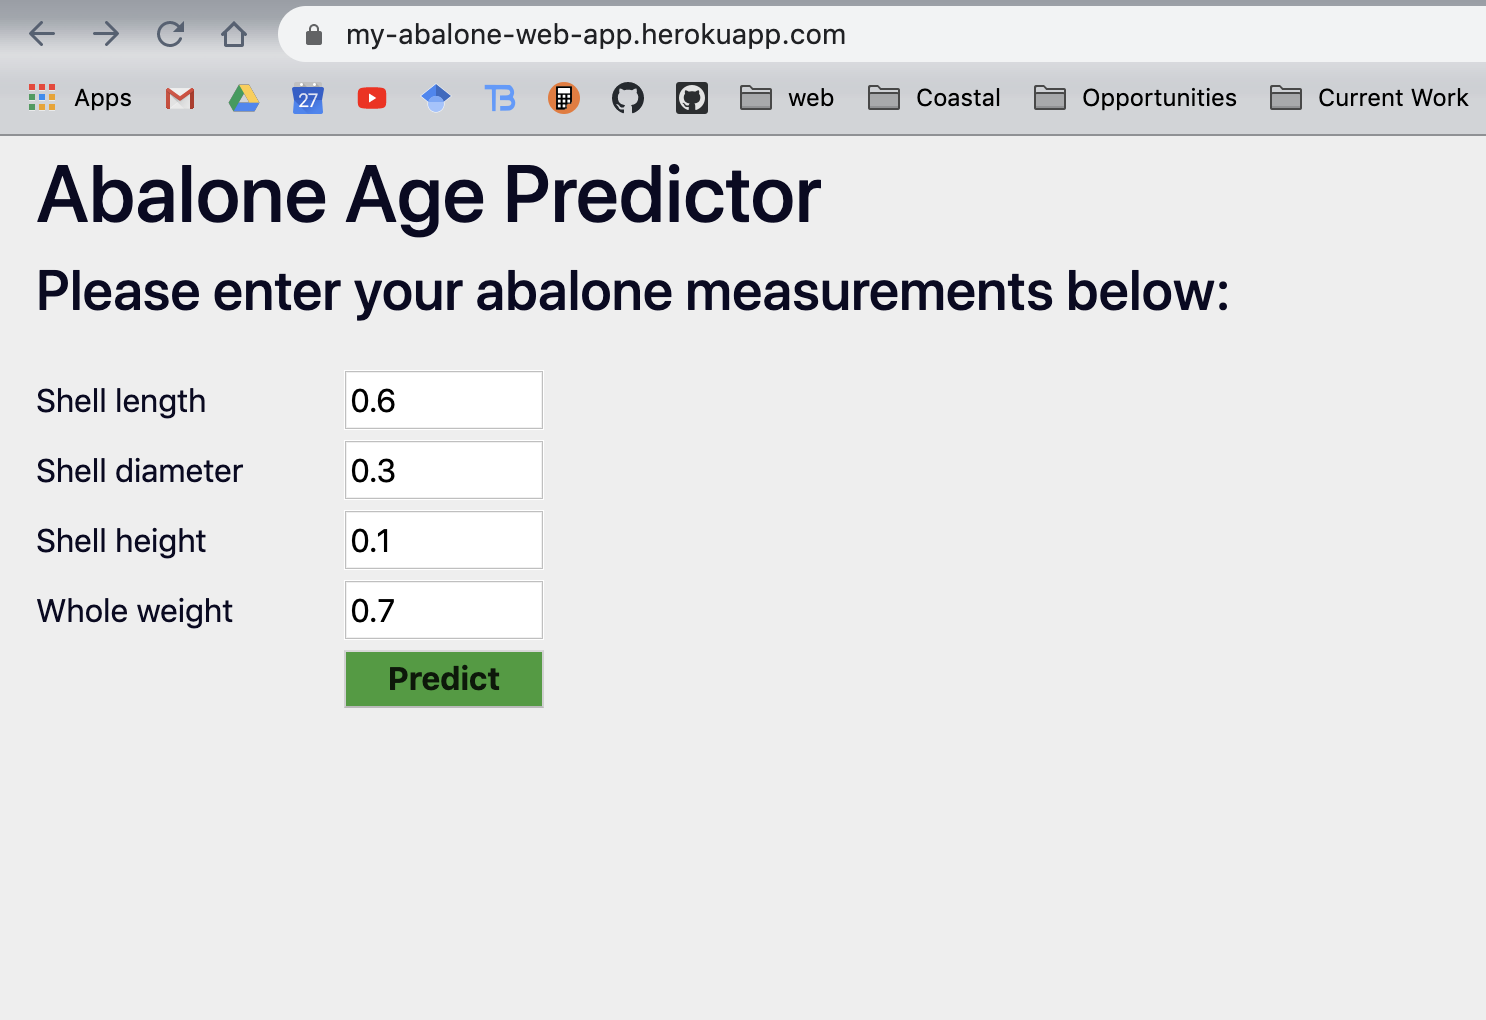 my-abalone-web-app.herokuapp.com
Apps 27 TB web Coastal Opportunities Current Work
Abalone Age Predictor
Please enter your abalone measurements below:
Shell length 0.6
Shell diameter 0.3
Shell height 0.1
Whole weight 0.7
Predict